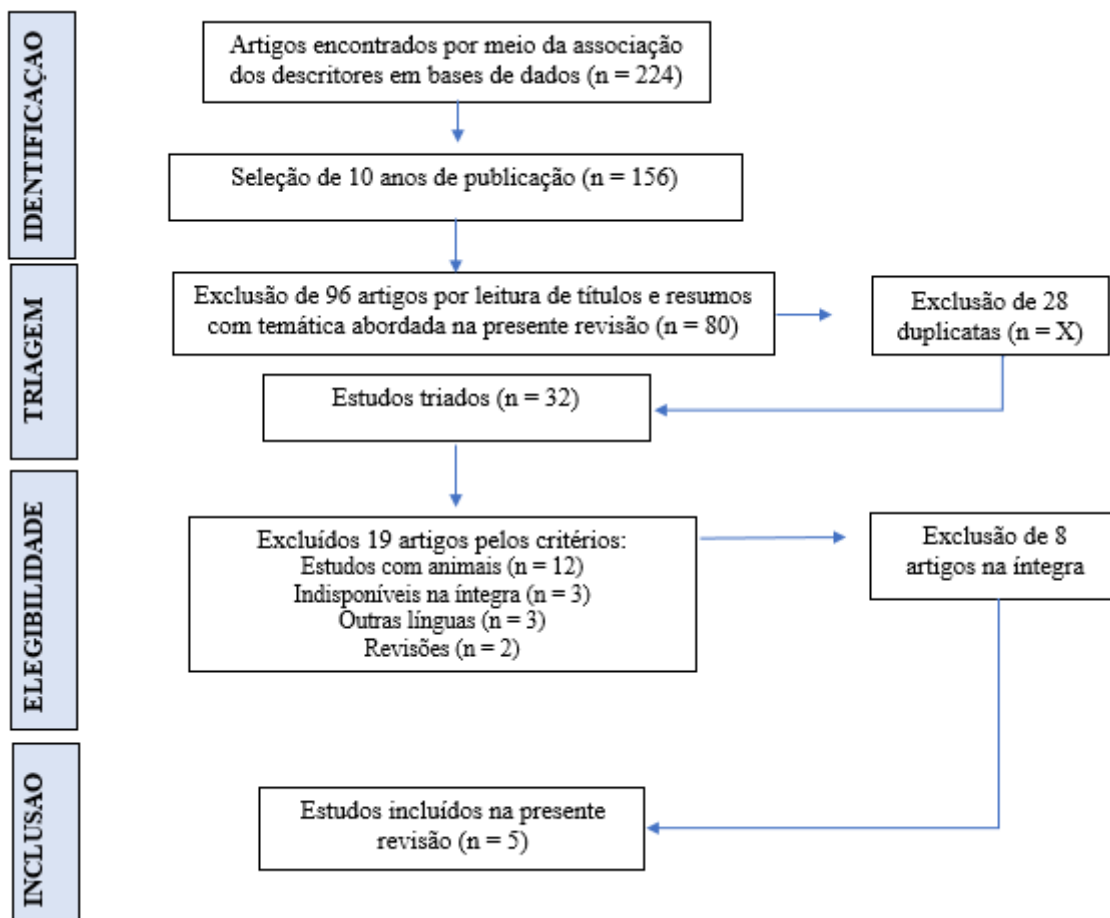 IDENTIFICAÇAO
Artigos encontrados por meio da associação
dos descritores em bases de dados (n = 224)
Seleção de 10 anos de publicação (n = 156)
TRIAGEM
Exclusão de 96 artigos por leitura de títulos e resumos
com temática abordada na presente revisão (n = 80)
Exclusão de 28
duplicatas (n = X)
Estudos triados (n = 32)
ELEGIBILIDADE
Excluídos 19 artigos pelos critérios:
Estudos com animais (n = 12)
Indisponíveis na íntegra (n = 3)
Outras línguas (n = 3)
Revisões (n = 2)
Exclusão de 8
artigos na íntegra
INCLUSAO
Estudos incluídos na presente
revisão (n = 5)